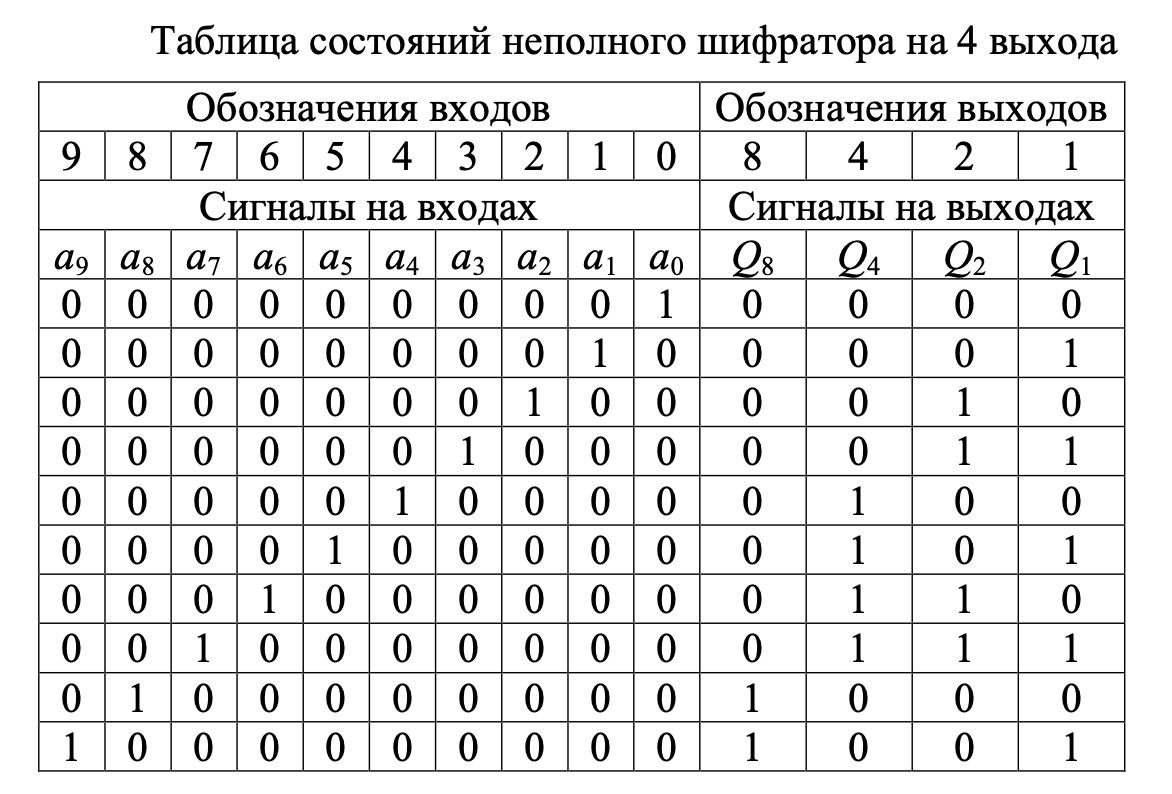 Таблица состояний неполного шифратора на 4 выхода
Обозначения входов Обозначения выходов
9 8 7 6 5 4 3 2 1 0 8 4 2 1
Сигналы на входах Сигналы на выходах
a₉ a₈ a₇ a₆ a₅ a₄ a₃ a₂ a₁ a₀ Q₈ Q₄ Q₂ Q₁
0 0 0 0 0 0 0 0 0 1 0 0 0 0
0 0 0 0 0 0 0 0 1 0 0 0 0 1
0 0 0 0 0 0 0 1 0 0 0 0 1 0
0 0 0 0 0 0 1 0 0 0 0 0 1 1
0 0 0 0 0 1 0 0 0 0 0 1 0 0
0 0 0 0 1 0 0 0 0 0 0 1 0 1
0 0 0 1 0 0 0 0 0 0 0 1 1 0
0 0 1 0 0 0 0 0 0 0 0 1 1 1
0 1 0 0 0 0 0 0 0 0 1 0 0 0
1 0 0 0 0 0 0 0 0 0 1 0 0 1